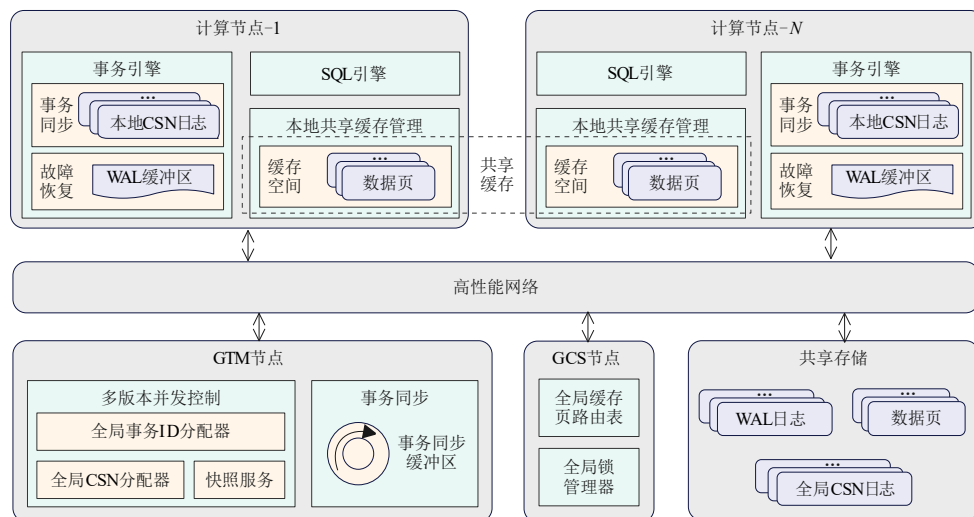 计算节点-1
事务引擎
事务
同步
...
本地CSN日志
故障
恢复
WAL缓冲区
SQL引擎
本地共享缓存管理
缓存
空间
...
数据页
共享
缓存
计算节点-N
SQL引擎
本地共享缓存管理
缓存
空间
...
数据页
事务引擎
事务
同步
...
本地CSN日志
故障
恢复
WAL缓冲区
高性能网络
GTM节点
多版本并发控制
全局事务ID分配器
全局CSN分配器
快照服务
事务同步
事务同步
缓冲区
GCS节点
全局缓存
页路由表
全局锁
管理器
共享存储
...
WAL日志
...
数据页
...
全局CSN日志